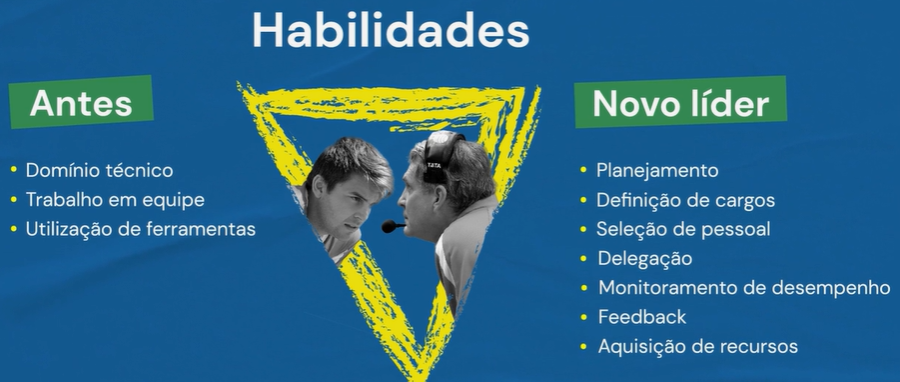 Habilidades
Antes
Domínio técnico
Trabalho em equipe
Utilização de ferramentas
TATA
Novo líder
Planejamento
Definição de cargos
Seleção de pessoal
Delegação
Monitoramento de desempenho
Feedback
Aquisição de recursos